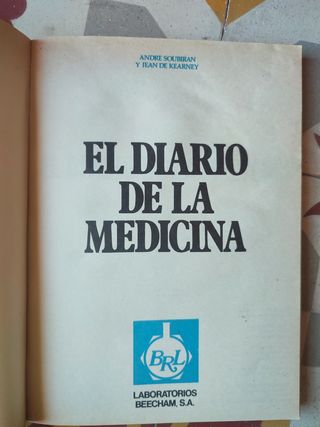 ANDRE SOUBIRAN
Y JEAN DE KEARNEY
EL DIARIO
DE LA
MEDICINA
BRL
LABORATORIOS
BEECHAM, S.A.